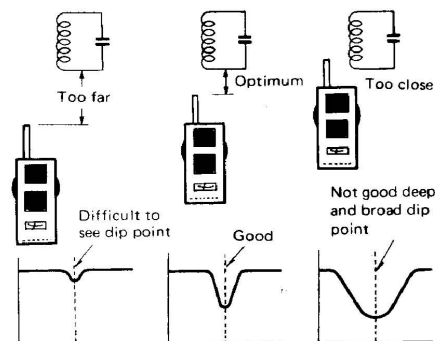 Too far
Optimum
Too close
Difficult to
see dip point
Good
Not good deep
and broad dip
point